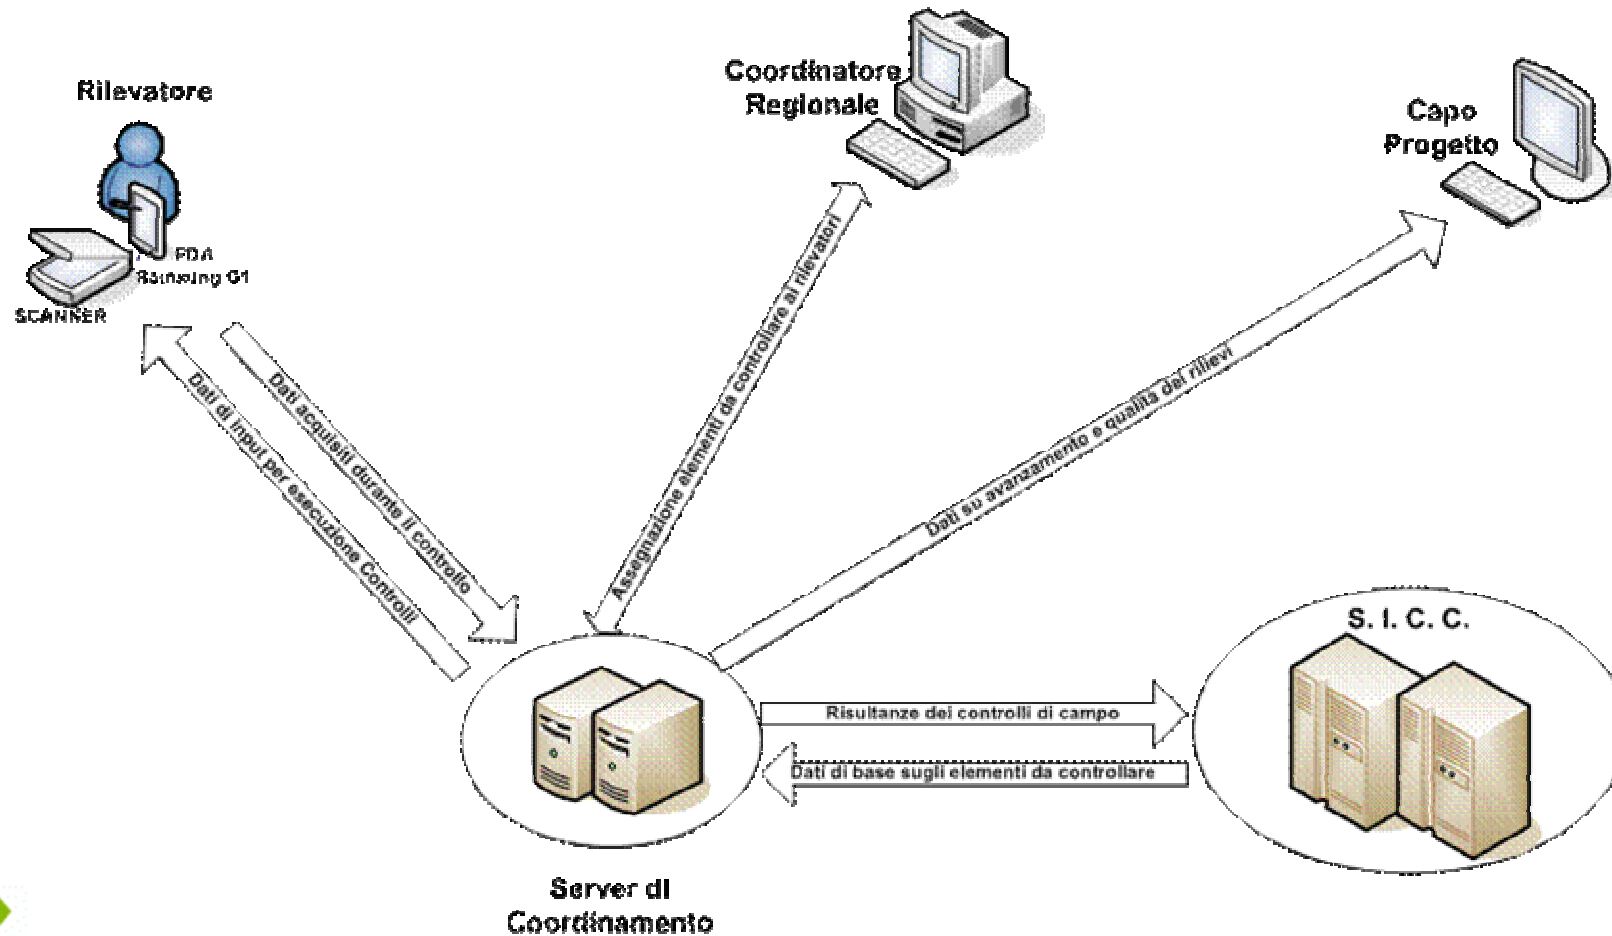 Rilevatore
PDA
Samsung G1
SCANNER
Coordinatore
Regionale
Capo
Progetto
Dati di input per esecuzione Controlli
Dati acquisiti durante il controllo
Assegnazione elementi da controllare ai rilevatori
Dati su avanzamento e qualità dei rilievi
S. I. C. C.
Risultanze dei controlli di campo
Dati di base sugli elementi da controllare
Server di
Coordinamento